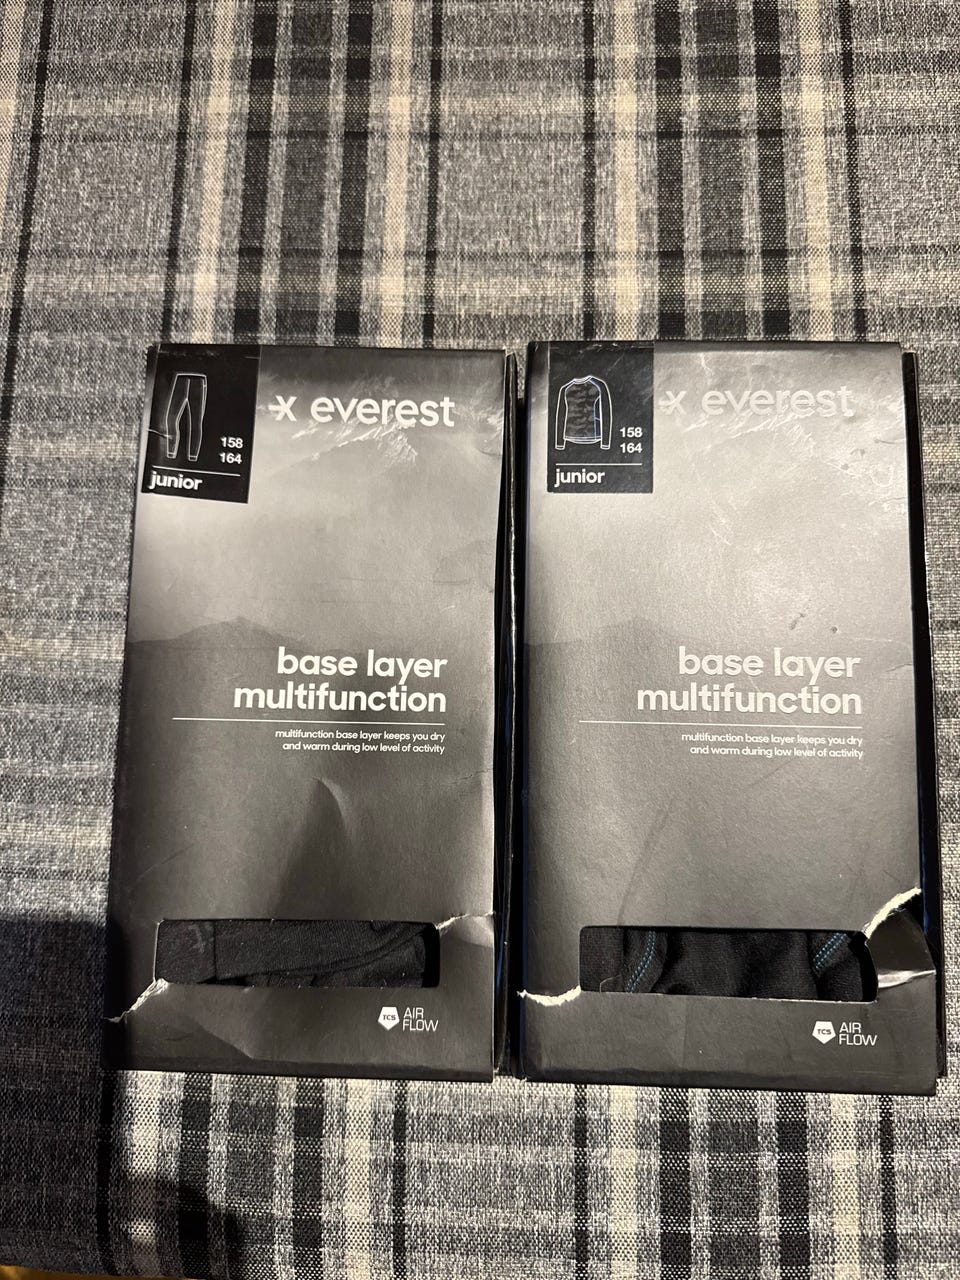 everest
158
164
junior
base layer
multifunction
multifunction base layer keeps you dry
and warm during low level of activity
TCS
AIR
FLOW
everest
158
164
junior
base layer
multifunction
multifunction base layer keeps you dry
and warm during low level of activity
TCS
AIR
FLOW